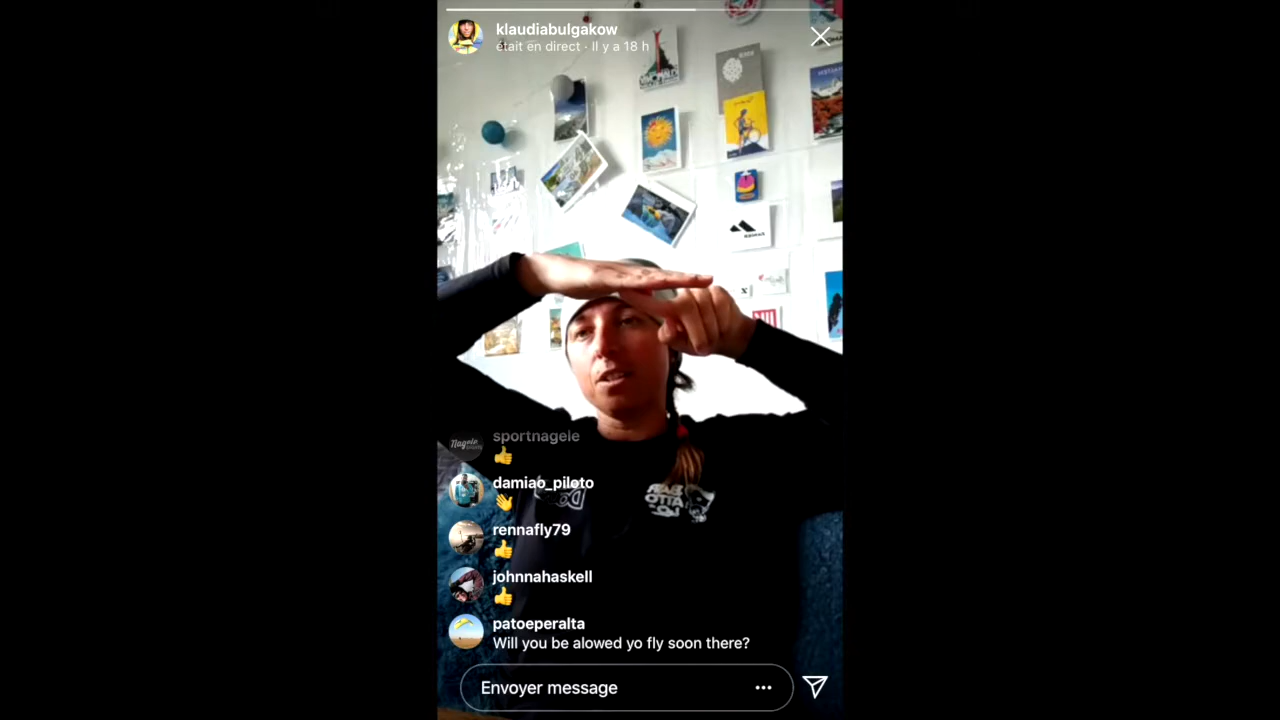 klaudiabulgakow
était en direct · Il y a 18 h
sportnagele
damiao_piloto
rennafly79
johnnahaskell
patoeperalta
Will you be alowed yo fly soon there?
Envoyer message